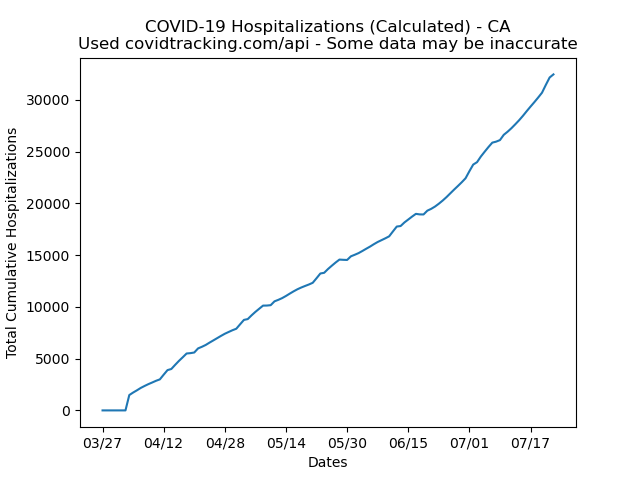 COVID-19 Hospitalizations (Calculated) - CA
Used covidtracking.com/api - Some data may be inaccurate
Total Cumulative Hospitalizations
30000
25000
20000
15000
10000
5000
0
03/27 04/12 04/28 05/14 05/30 06/15 07/01 07/17
Dates